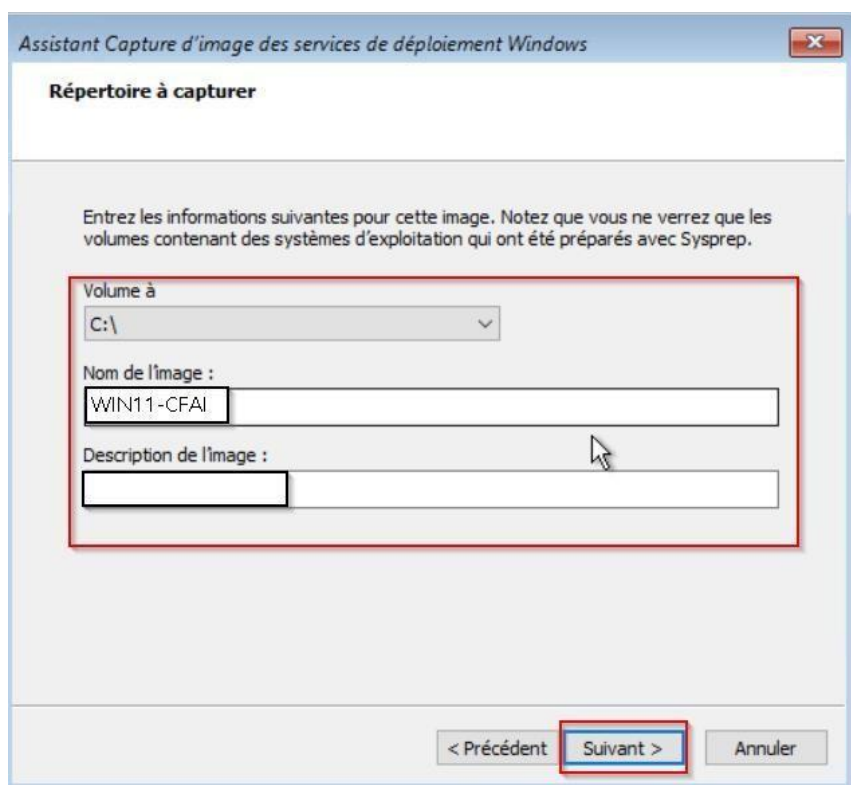 Assistant Capture d'image des services de déploiement Windows
Répertoire à capturer
Entrez les informations suivantes pour cette image. Notez que vous ne verrez que les
volumes contenant des systèmes d'exploitation qui ont été préparés avec Sysprep.
Volume à
C:\
Nom de l'image :
WIN11-CFAI
Description de l'image :
< Précédent
Suivant >
Annuler